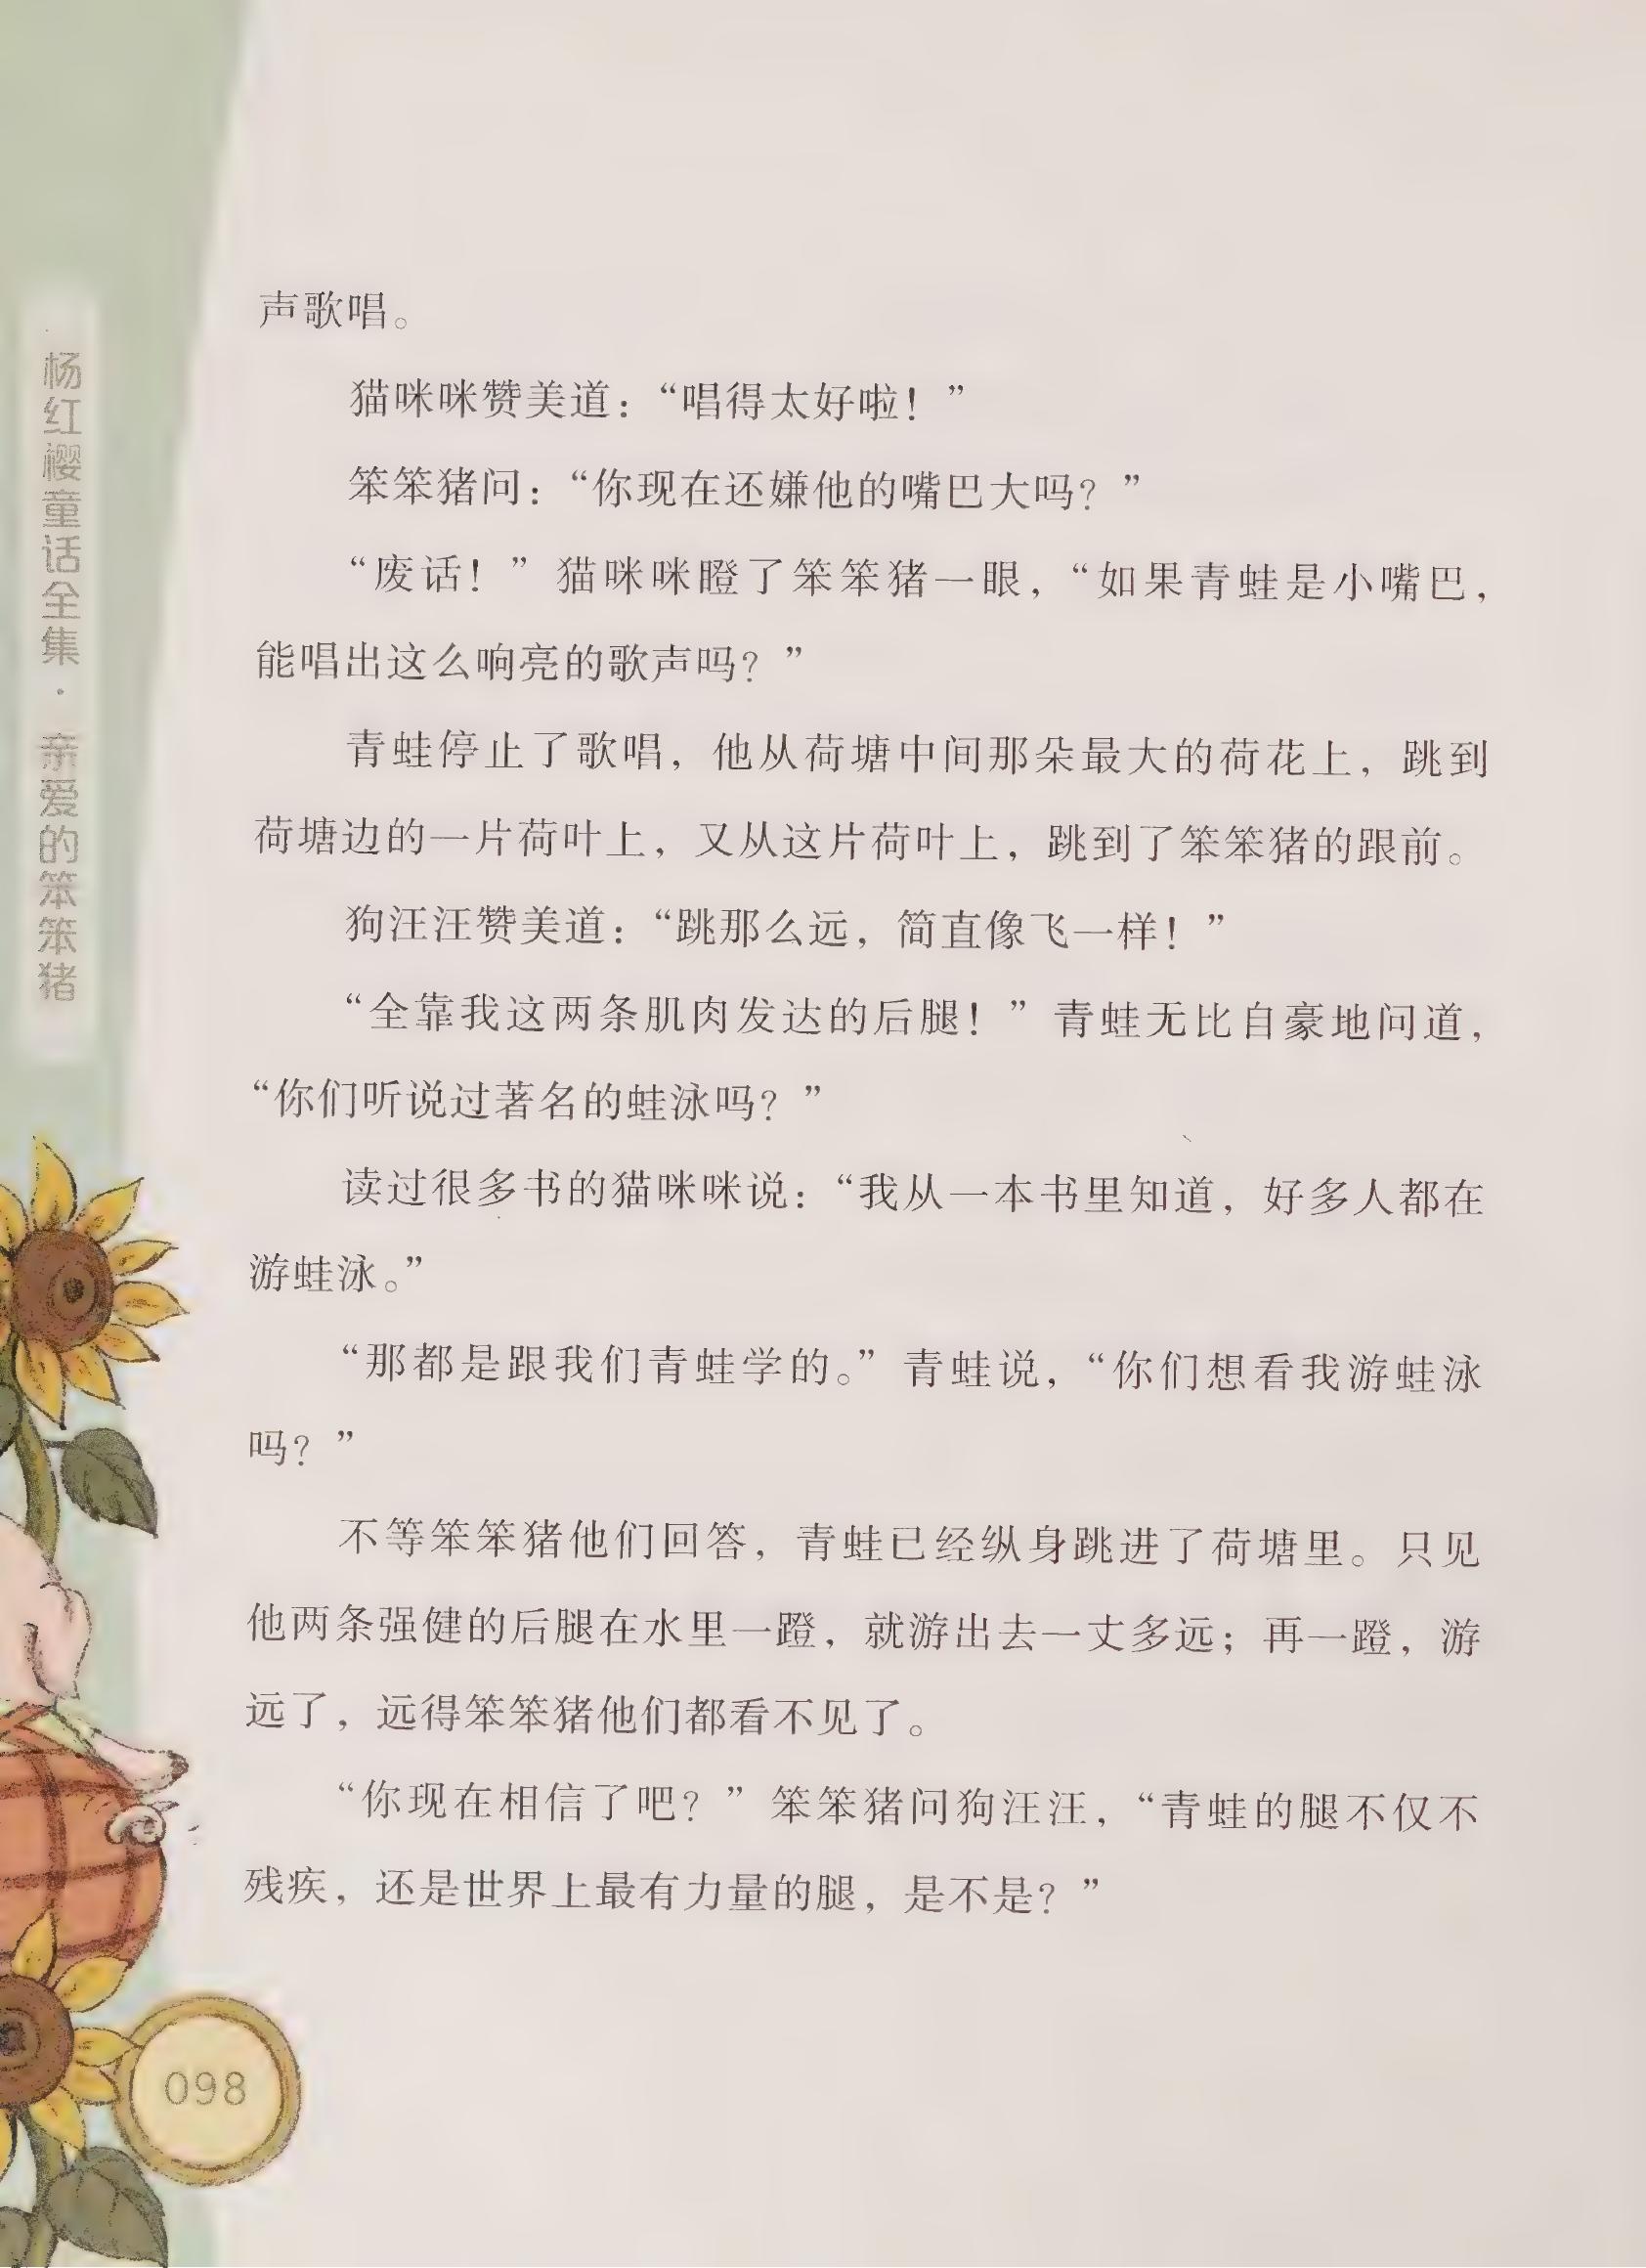 声歌唱。
猫咪咪赞美道：“唱得太好啦！”
笨笨猪问：“你现在还嫌他的嘴巴大吗？”
“废话！”猫咪咪瞪了笨笨猪一眼，“如果青蛙是小嘴巴，
能唱出这么响亮的歌声吗？”
青蛙停止了歌唱，他从荷塘中间那朵最大的荷花上，跳到
荷塘边的一片荷叶上，又从这片荷叶上，跳到了笨笨猪的跟前。
狗汪汪赞美道：“跳那么远，简直像飞一样！”
“全靠我这两条肌肉发达的后腿！”青蛙无比自豪地问道，
“你们听说过著名的蛙泳吗？”
读过很多书的猫咪咪说：“我从一本书里知道，好多人都在
游蛙泳。”
“那都是跟我们青蛙学的。”青蛙说，“你们想看我游蛙泳
吗？”
不等笨笨猪他们回答，青蛙已经纵身跳进了荷塘里。只见
他两条强健的后腿在水里一蹬，就游出去一丈多远；再一蹬，游
远了，远得笨笨猪他们都看不见了。
“你现在相信了吧？”笨笨猪问狗汪汪，“青蛙的腿不仅不
残疾，还是世界上最有力量的腿，是不是？”
杨红樱童话全集·亲爱的笨笨猪
098